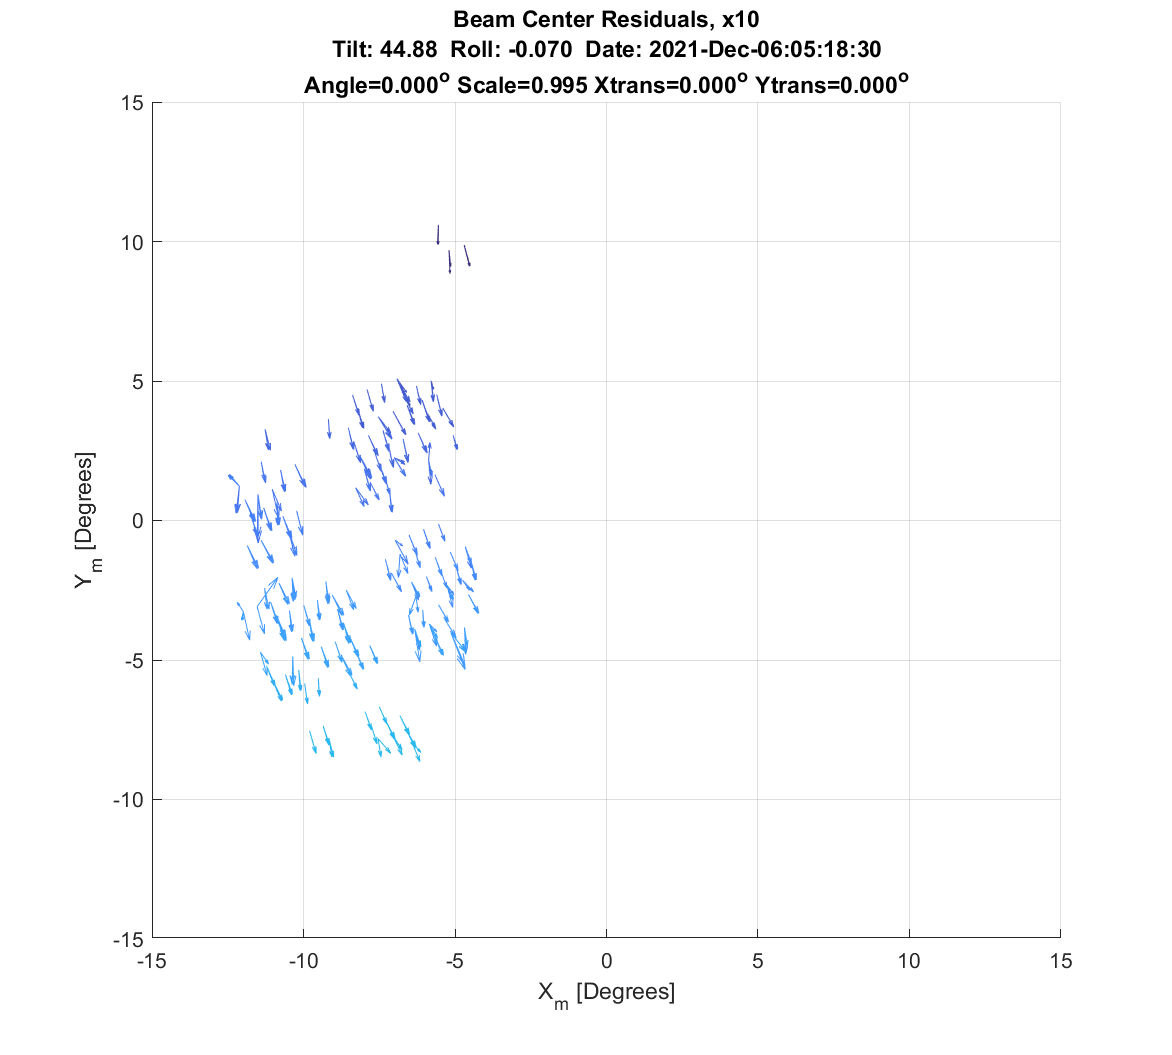 Beam Center Residuals, x10
Tilt: 44.88 Roll: -0.070 Date: 2021-Dec-06:05:18:30
Angle=0.000° Scale=0.995 Xtrans=0.000° Ytrans=0.000°
15
10
5
0
-5
-10
-15
Y_m [Degrees]
-15 -10 -5 0 5 10 15
X_m [Degrees]